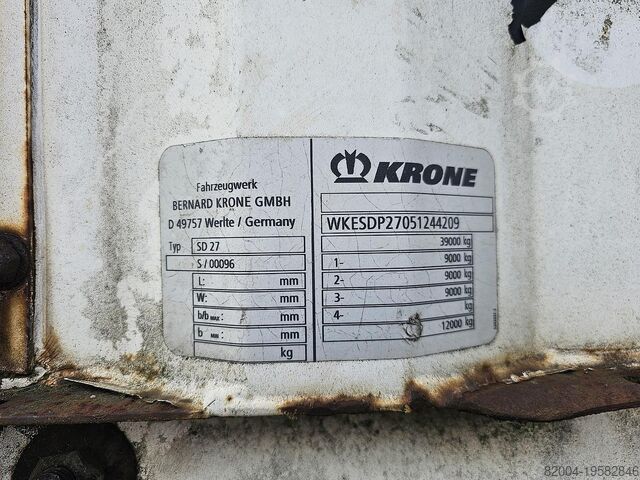 Fahrzeugwerk
BERNARD KRONE GMBH
D 49757 Werlte / Germany
Typ SD 27
S / 00096
L: mm
W: mm
b/b MAX : mm
b MIN : mm
kg
KRONE
WKESDP27051244209
39000 kg
1- 9000 kg
2- 9000 kg
3- 9000 kg
4- kg
12000 kg
82004-19582846